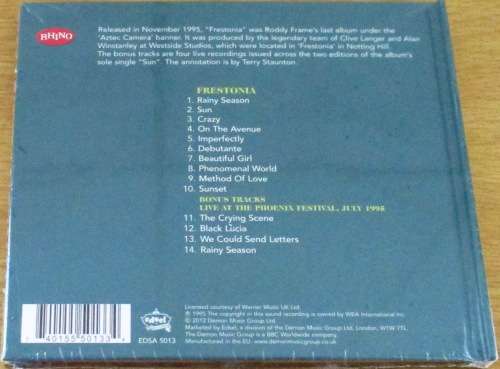 RHINO
Released in November 1995, "Frestonia" was Roddy Frame's last album under the
'Aztec Camera' banner. It was produced by the legendary team of Clive Langer and Alan
Winstanley at Westside Studios, which were located in 'Frestonia' in Notting Hill.
The bonus tracks are four live recordings issued across the two editions of the album's
sole single "Sun". The annotation is by Terry Staunton.
FRESTONIA
1. Rainy Season
2. Sun
3. Crazy
4. On The Avenue
5. Imperfectly
6. Debutante
7. Beautiful Girl
8. Phenomenal World
9. Method Of Love
10. Sunset
BONUS TRACKS
LIVE AT THE PHOENIX FESTIVAL, JULY 1995
11. The Crying Scene
12. Black Lucia
13. We Could Send Letters
14. Rainy Season
40155 50133
edsel
EDSA 5013
Licensed courtesy of Warner Music UK Ltd.
℗ 1995 The copyright in this sound recording is owned by WEA International Inc.
© 2012 Demon Music Group Ltd.
Marketed by Edsel, a division of the Demon Music Group Ltd, London, W1W 7TL.
The Demon Music Group is a BBC Worldwide company.
Manufactured in the EU. www.demonmusicgroup.co.uk